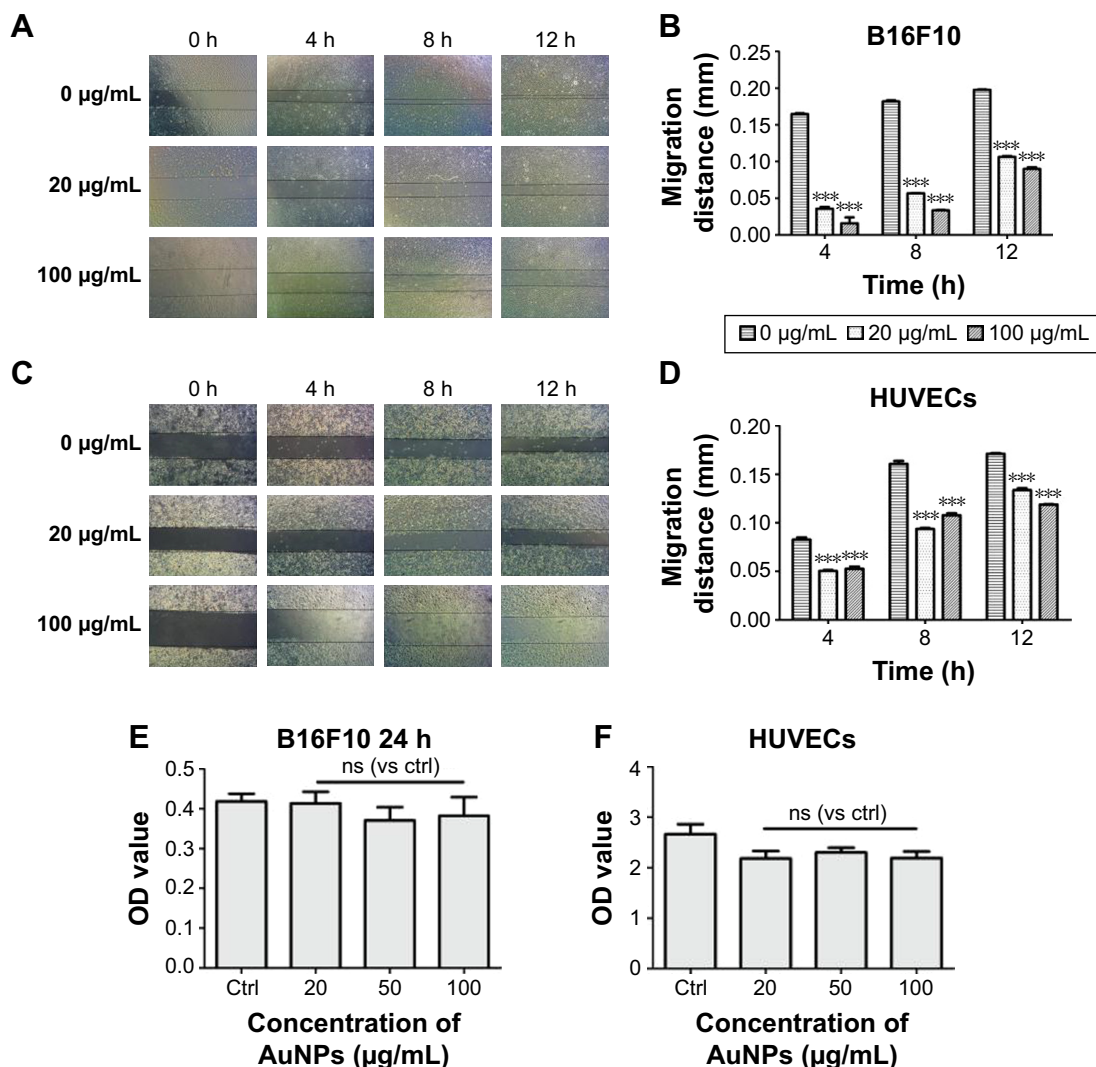 A
0 h 4 h 8 h 12 h
0 µg/mL
20 µg/mL
100 µg/mL
B
B16F10
Migration
distance (mm)
0.25
0.20
0.15
0.10
0.05
0.00
*** *** *** *** *** ***
4 8 12
Time (h)
0 µg/mL 20 µg/mL 100 µg/mL
C
0 h 4 h 8 h 12 h
0 µg/mL
20 µg/mL
100 µg/mL
D
HUVECs
Migration
distance (mm)
0.20
0.15
0.10
0.05
0.00
*** *** *** *** *** ***
4 8 12
Time (h)
E
B16F10 24 h
ns (vs ctrl)
OD value
0.5
0.4
0.3
0.2
0.1
0.0
Ctrl 20 50 100
Concentration of
AuNPs (µg/mL)
F
HUVECs
ns (vs ctrl)
OD value
4
3
2
1
0
Ctrl 20 50 100
Concentration of
AuNPs (µg/mL)